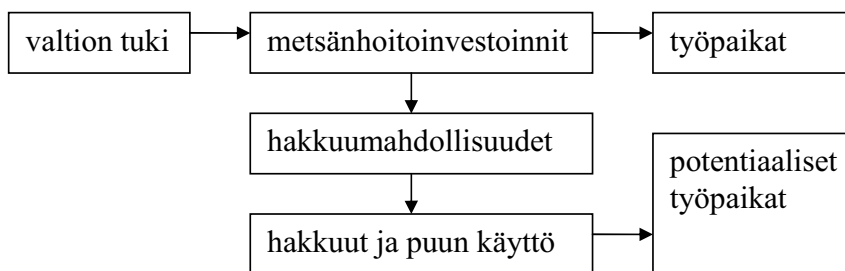 valtion tuki
metsänhoitoinvestoinnit
työpaikat
hakkuumahdollisuudet
potentiaaliset
työpaikat
hakkuut ja puun käyttö